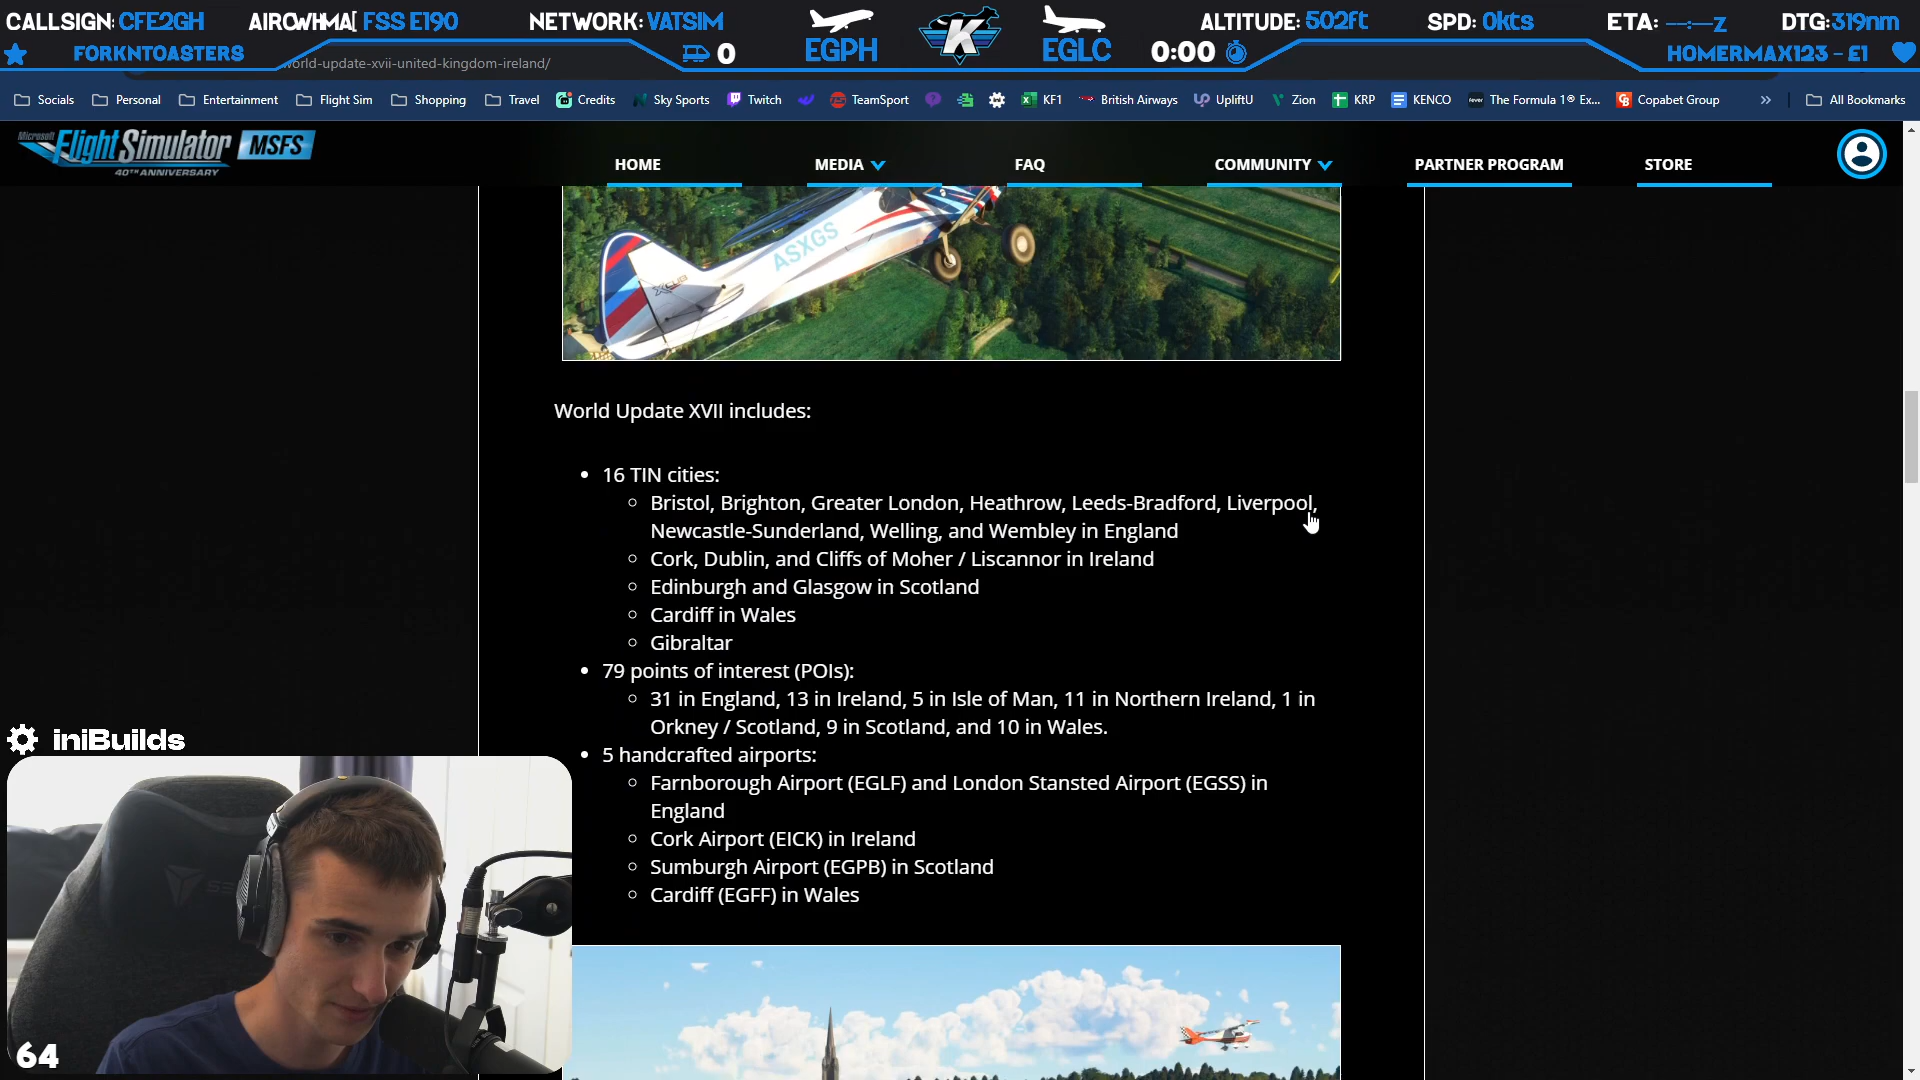 CALLSIGN: CFE2GH
FSS E190
NETWORK: VATSIM
EGPH
K
EGLC
ALTITUDE: 502ft
SPD: 0kts
ETA: --:--Z
DTG:319nm
FORKNTOASTERS
0
0:00
HOMERMAX123 - £1
world-update-xvii-united-kingdom-ireland/
Socials
Personal
Entertainment
Flight Sim
Shopping
Travel
Credits
Sky Sports
Twitch
TeamSport
KF1
British Airways
UpliftU
Zion
KRP
KENCO
The Formula 1® Ex...
Copabet Group
»
All Bookmarks
Microsoft
Flight Simulator
40TH ANNIVERSARY
MSFS
HOME
MEDIA
FAQ
COMMUNITY
PARTNER PROGRAM
STORE
ASXGS
XCUB
World Update XVII includes:
• 16 TIN cities:
Bristol, Brighton, Greater London, Heathrow, Leeds-Bradford, Liverpool,
Newcastle-Sunderland, Welling, and Wembley in England
Cork, Dublin, and Cliffs of Moher / Liscannor in Ireland
Edinburgh and Glasgow in Scotland
Cardiff in Wales
Gibraltar
• 79 points of interest (POIs):
31 in England, 13 in Ireland, 5 in Isle of Man, 11 in Northern Ireland, 1 in
Orkney / Scotland, 9 in Scotland, and 10 in Wales.
• 5 handcrafted airports:
Farnborough Airport (EGLF) and London Stansted Airport (EGSS) in
England
Cork Airport (EICK) in Ireland
Sumburgh Airport (EGPB) in Scotland
Cardiff (EGFF) in Wales
iniBuilds
64